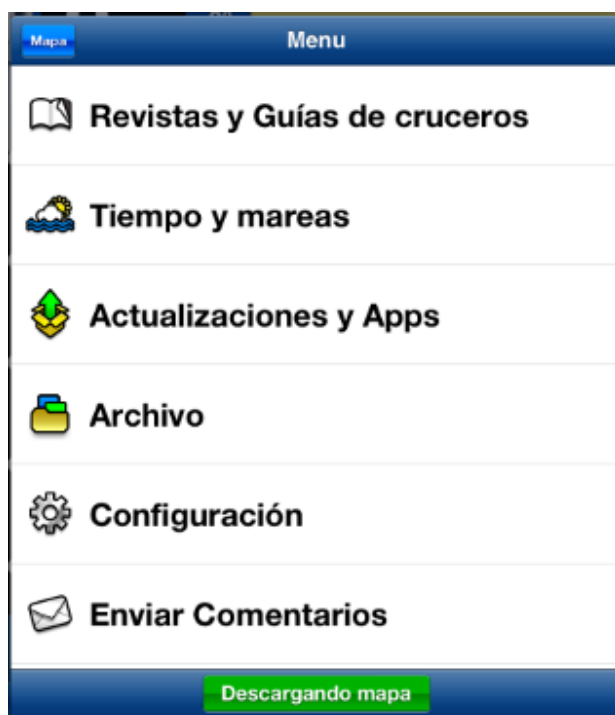 Mapa
Menu
Revistas y Guías de cruceros
Tiempo y mareas
Actualizaciones y Apps
Archivo
Configuración
Enviar Comentarios
Descargando mapa